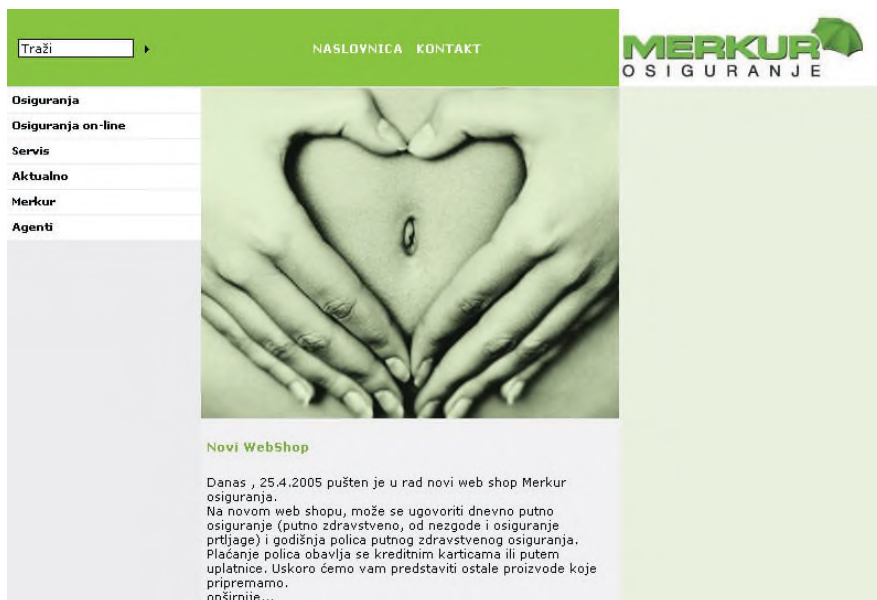 Traži
NASLOVNICA KONTAKT
MERKUR
OSIGURANJE
Osiguranja
Osiguranja on-line
Servis
Aktualno
Merkur
Agenti
Novi WebShop
Danas , 25.4.2005 pušten je u rad novi web shop Merkur
osiguranja.
Na novom web shopu, može se ugovoriti dnevno putno
osiguranje (putno zdravstveno, od nezgode i osiguranje
prtljage) i godišnja polica putnog zdravstvenog osiguranja.
Plaćanje polica obavlja se kreditnim karticama ili putem
uplatnice. Uskoro ćemo vam predstaviti ostale proizvode koje
pripremamo.
opširnije...